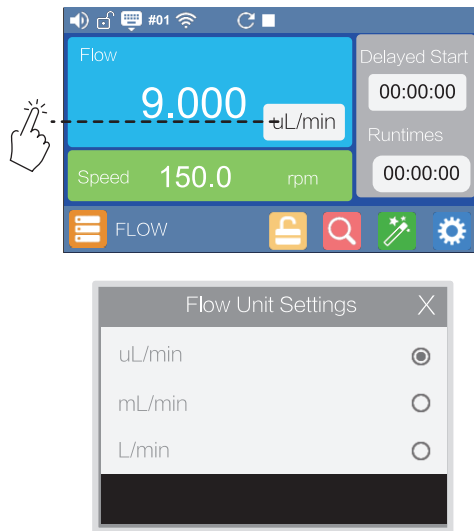 #01
Flow
Delayed Start
9.000
uL/min
00:00:00
Runtimes
Speed 150.0 rpm
00:00:00
FLOW
Flow Unit Settings X
uL/min
mL/min
L/min